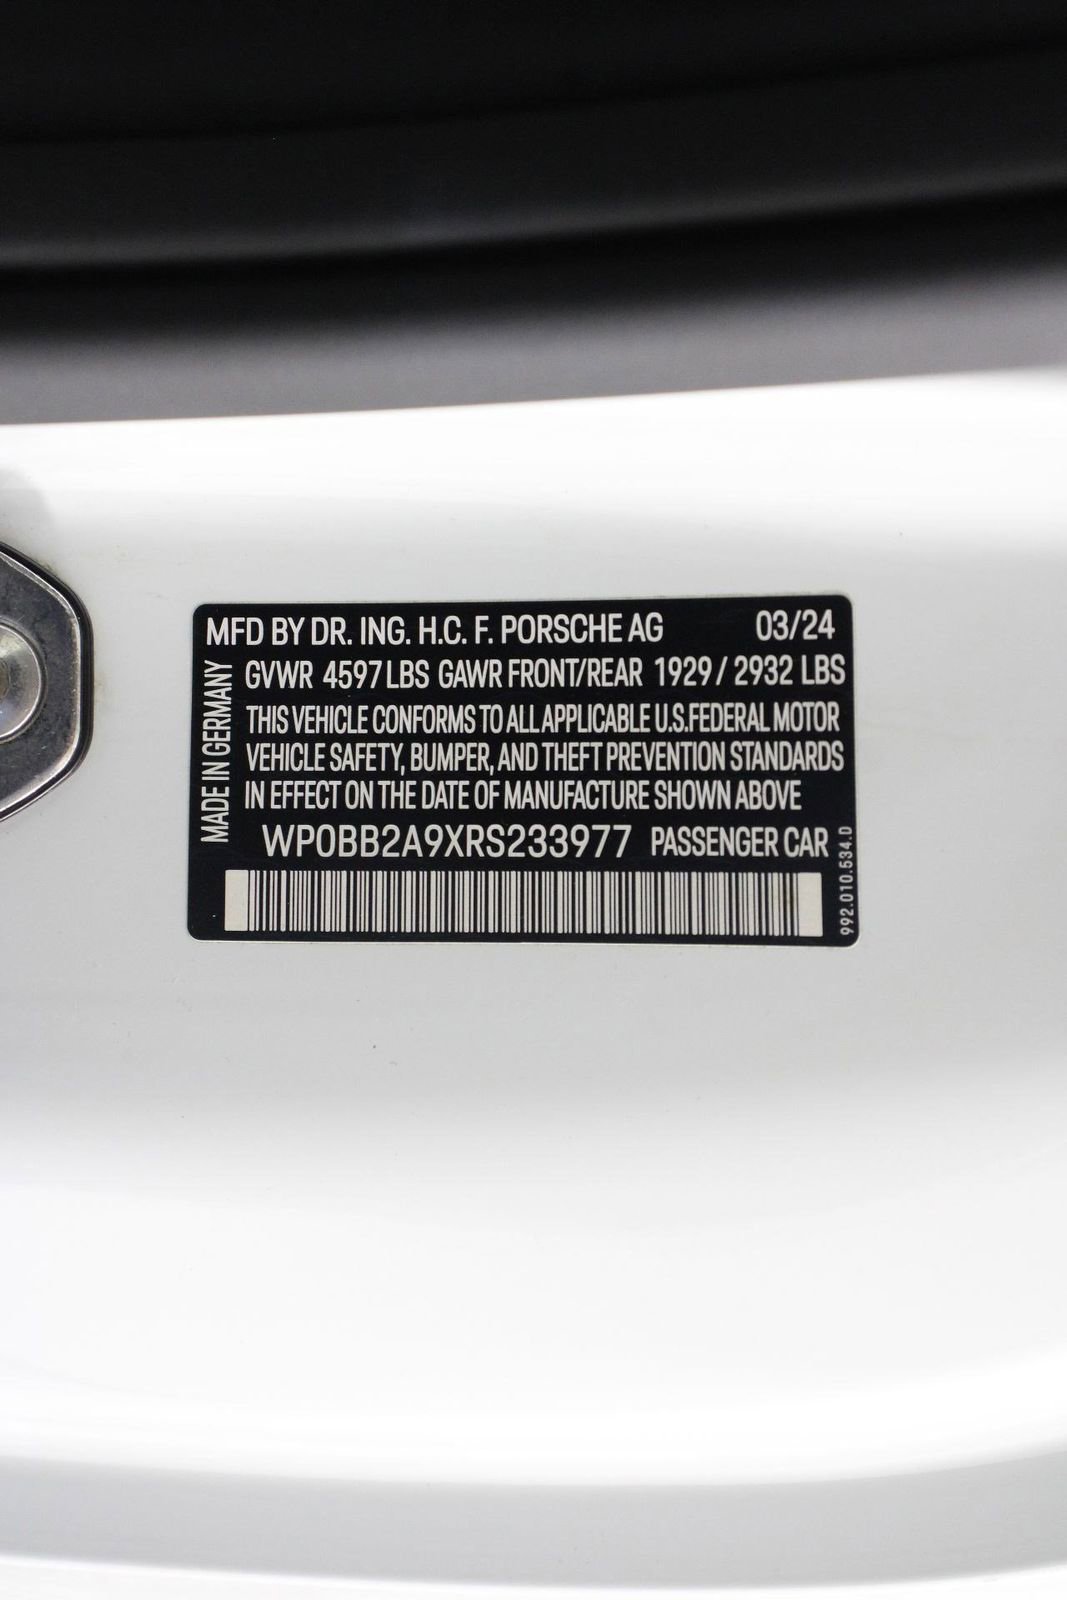 MFD BY DR. ING. H.C. F. PORSCHE AG 03/24
GVWR 4597 LBS GAWR FRONT/REAR 1929 / 2932 LBS
THIS VEHICLE CONFORMS TO ALL APPLICABLE U.S.FEDERAL MOTOR
VEHICLE SAFETY, BUMPER, AND THEFT PREVENTION STANDARDS
IN EFFECT ON THE DATE OF MANUFACTURE SHOWN ABOVE
WP0BB2A9XRS233977 PASSENGER CAR
MADE IN GERMANY
992.010.534.D